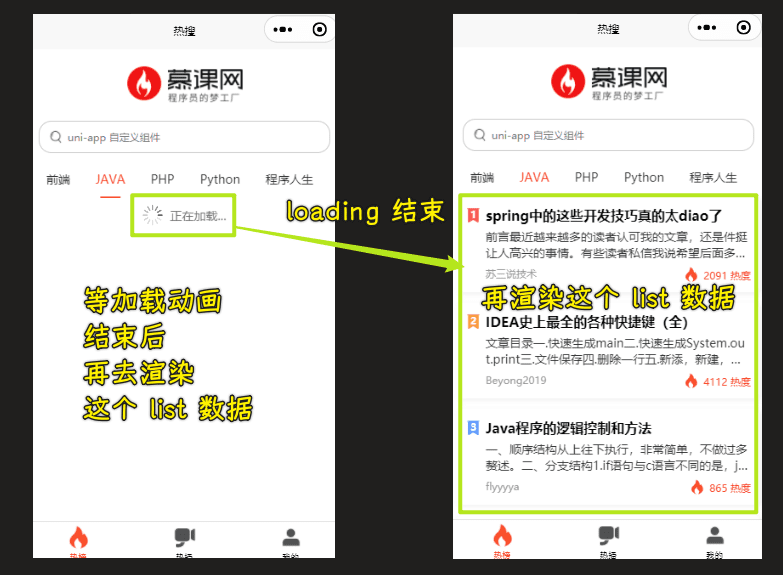 热搜
慕课网
程序员的梦工厂
uni-app 自定义组件
前端 JAVA PHP Python 程序人生
正在加载...
等加载动画
结束后
再去渲染
这个 list 数据
热榜 热播 我的
loading 结束
热搜
慕课网
程序员的梦工厂
uni-app 自定义组件
前端 JAVA PHP Python 程序人生
1 spring中的这些开发技巧真的太diao了
前言最近越来越多的读者认可我的文章，还是件挺
让人高兴的事情。有些读者私信我说希望后面多...
苏三说技术 2091 热度
再渲染这个 list 数据
2 IDEA史上最全的各种快捷键（全）
文章目录一.快速生成main二.快速生成System.ou
t.print三.文件保存四.删除一行五.新添，新建，...
Beyong2019 4112 热度
3 Java程序的逻辑控制和方法
一、顺序结构从上往下执行，非常简单，不做过多
赘述。二、分支结构1.if语句与c语言不同的是，j...
flyyyya 865 热度
热榜 热播 我的